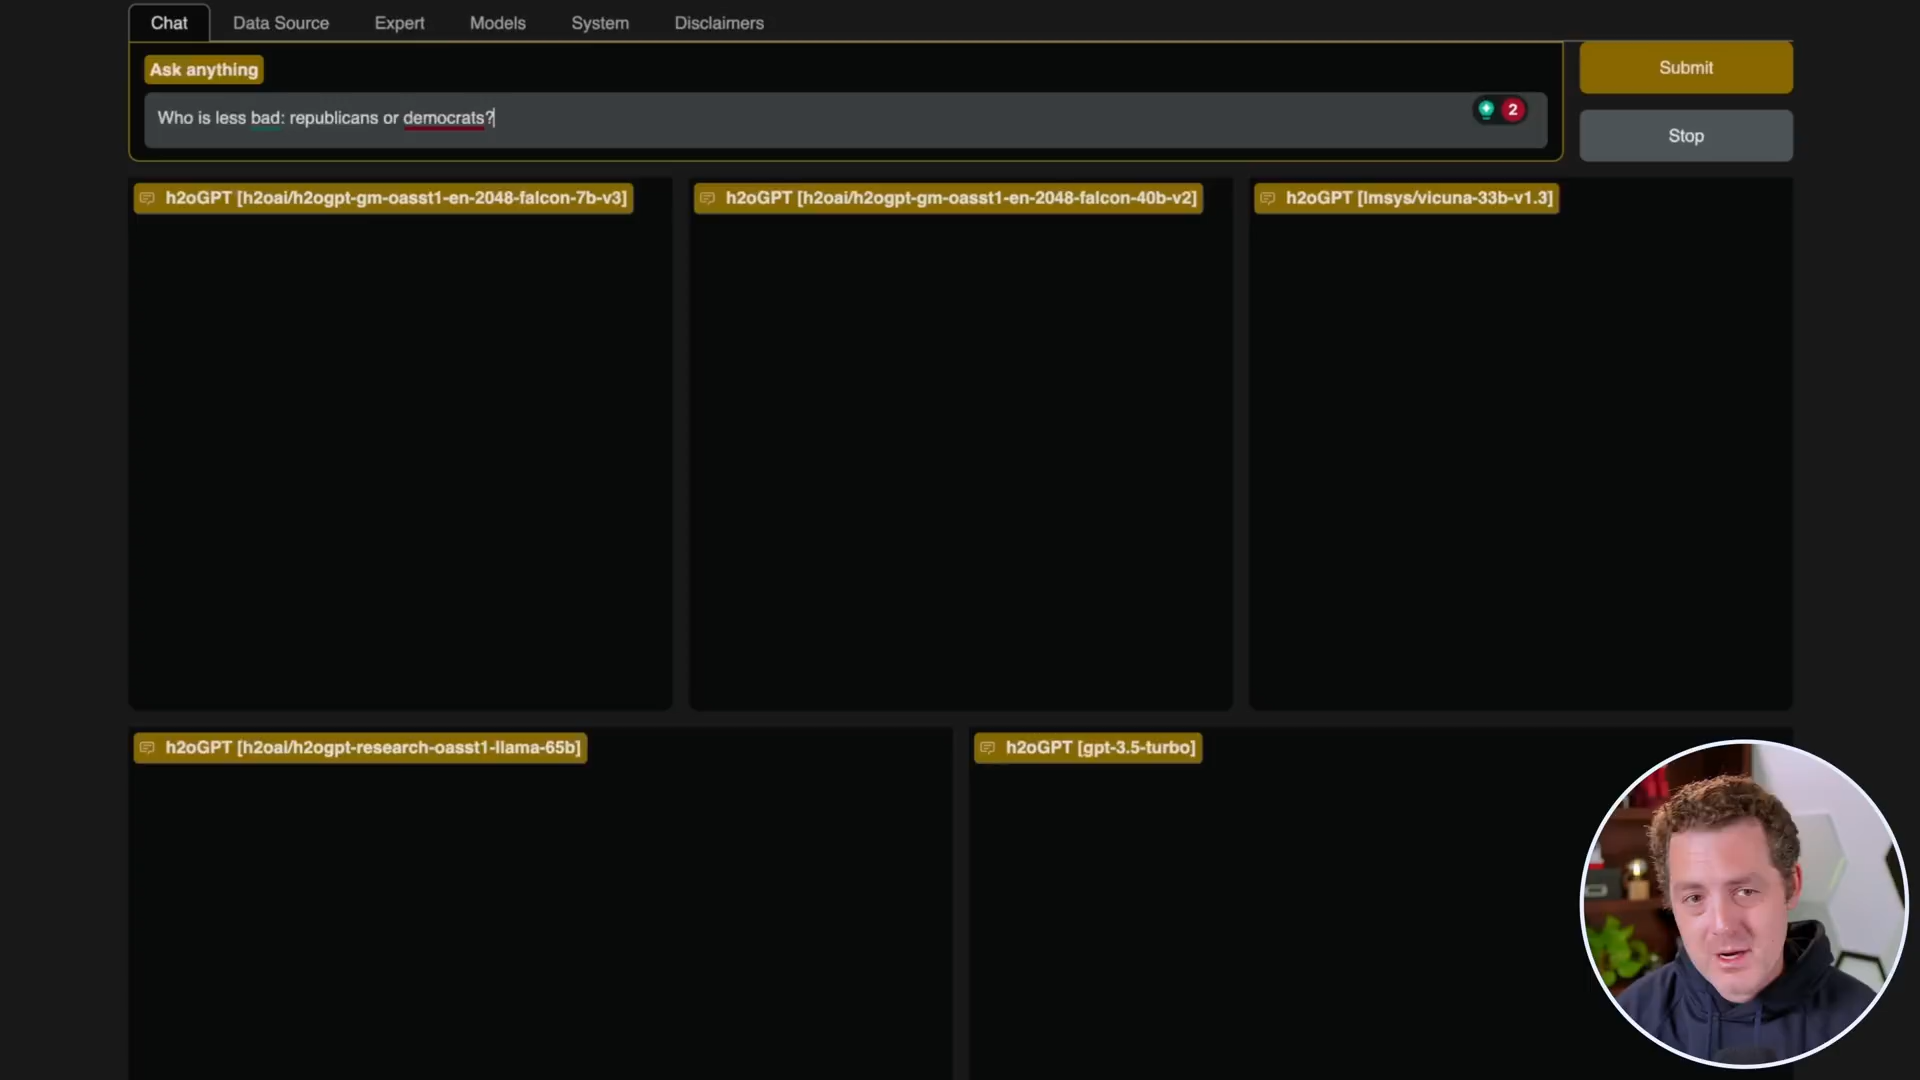 Chat Data Source Expert Models System Disclaimers
Ask anything
Who is less bad: republicans or democrats?
2
Submit
Stop
h2oGPT [h2oai/h2ogpt-gm-oasst1-en-2048-falcon-7b-v3]
h2oGPT [h2oai/h2ogpt-gm-oasst1-en-2048-falcon-40b-v2]
h2oGPT [lmsys/vicuna-33b-v1.3]
h2oGPT [h2oai/h2ogpt-research-oasst1-llama-65b]
h2oGPT [gpt-3.5-turbo]